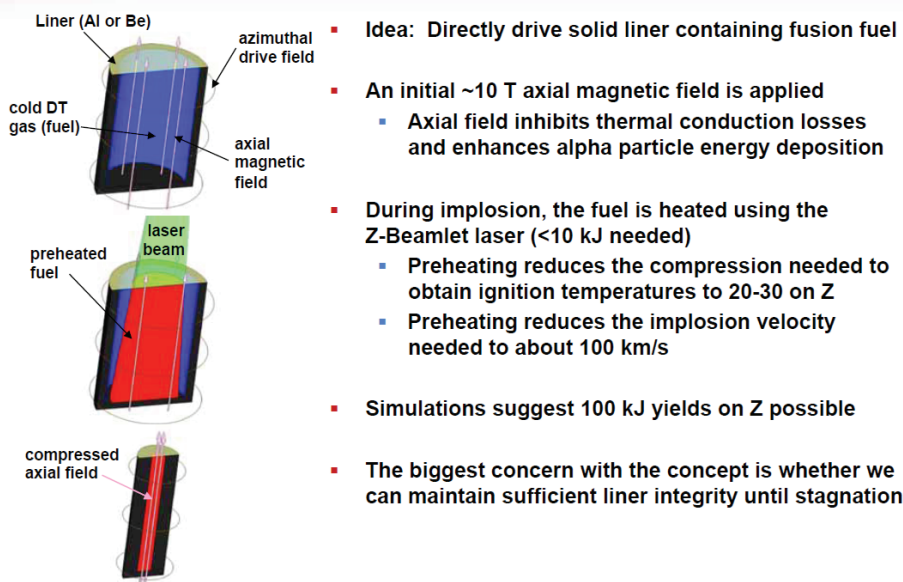 Liner (Al or Be)
azimuthal
drive field
cold DT
gas (fuel)
axial
magnetic
field
laser
beam
preheated
fuel
compressed
axial field
Idea: Directly drive solid liner containing fusion fuel
An initial ~10 T axial magnetic field is applied
Axial field inhibits thermal conduction losses
and enhances alpha particle energy deposition
During implosion, the fuel is heated using the
Z-Beamlet laser (<10 kJ needed)
Preheating reduces the compression needed to
obtain ignition temperatures to 20-30 on Z
Preheating reduces the implosion velocity
needed to about 100 km/s
Simulations suggest 100 kJ yields on Z possible
The biggest concern with the concept is whether we
can maintain sufficient liner integrity until stagnation